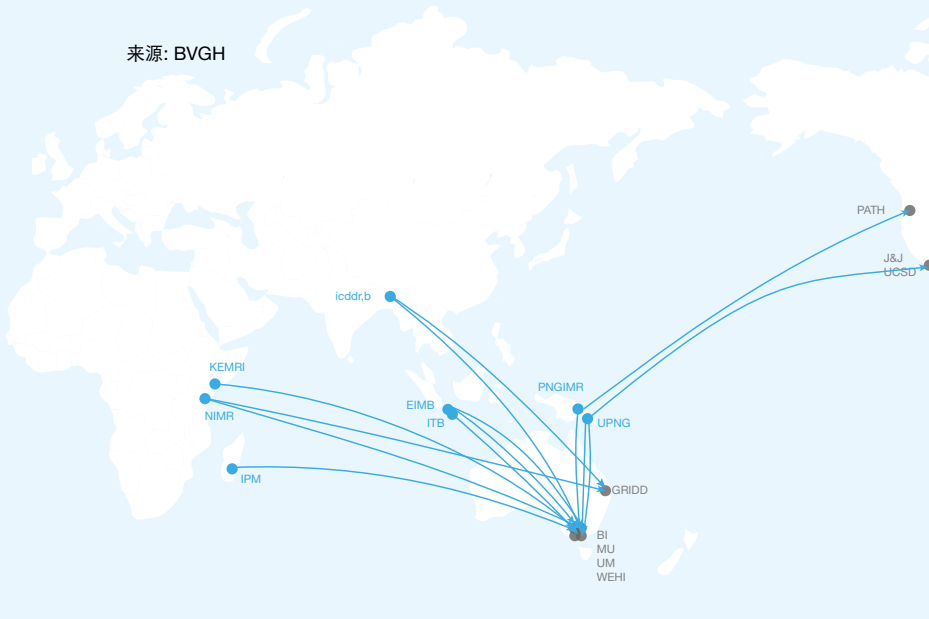 来源: BVGH
PATH
J&J
UCSD
icddr,b
KEMRI
PNGIMR
EIMB
NIMR
ITB
UPNG
IPM
GRIDD
BI
MU
UM
WEHI